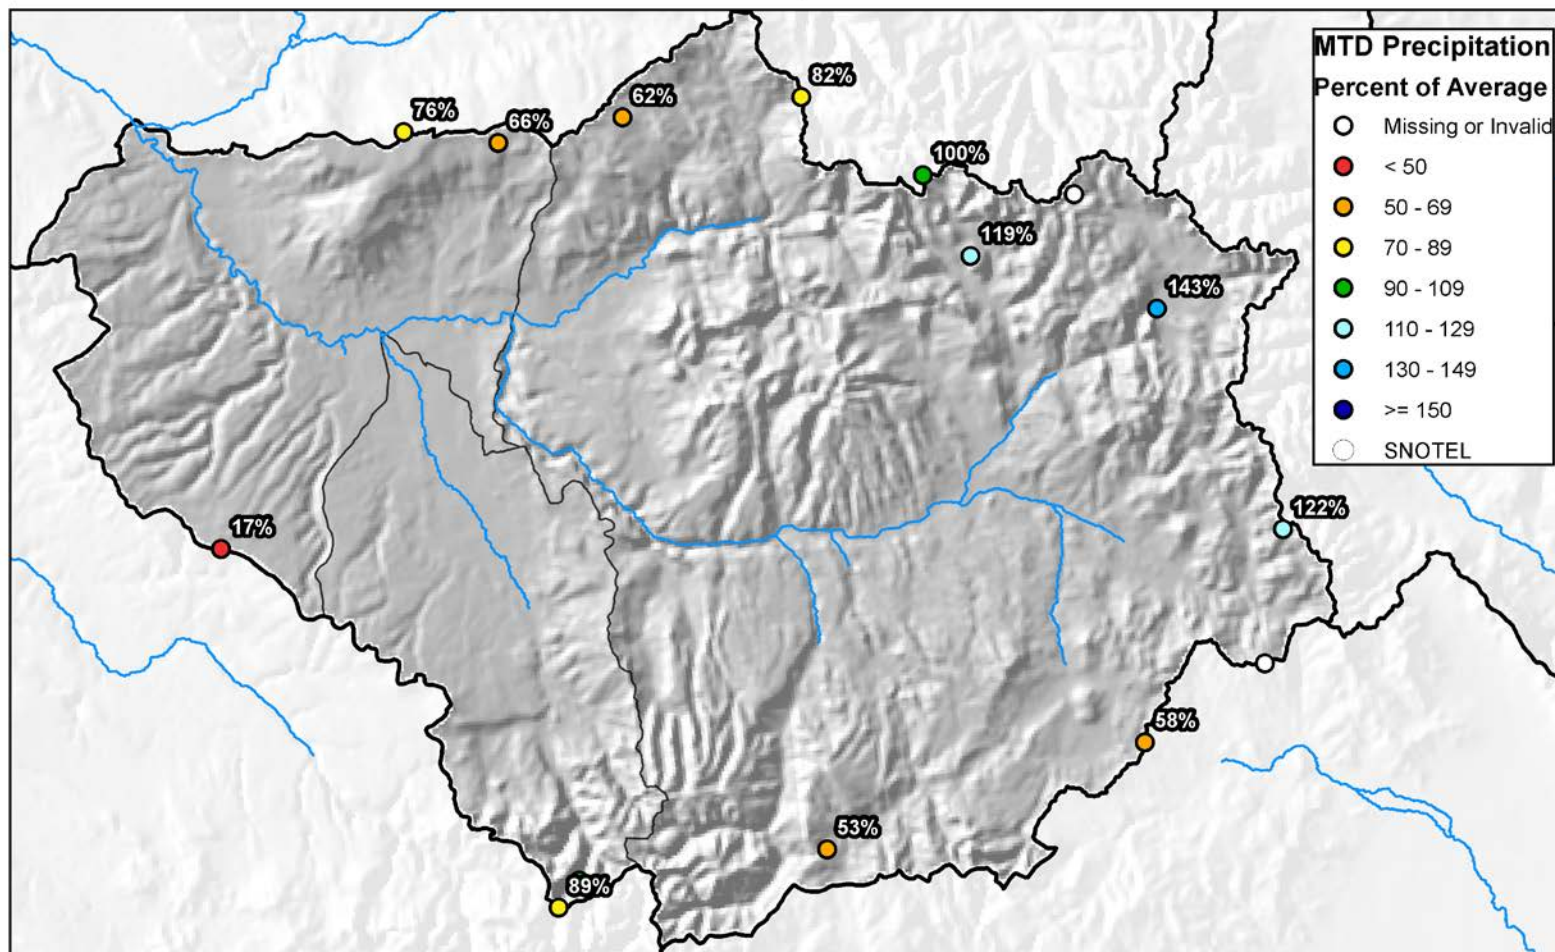 MTD Precipitation
Percent of Average
Missing or Invalid
< 50
50 - 69
70 - 89
90 - 109
110 - 129
130 - 149
>= 150
SNOTEL
82%
62%
76%
66%
100%
119%
143%
122%
17%
58%
53%
89%